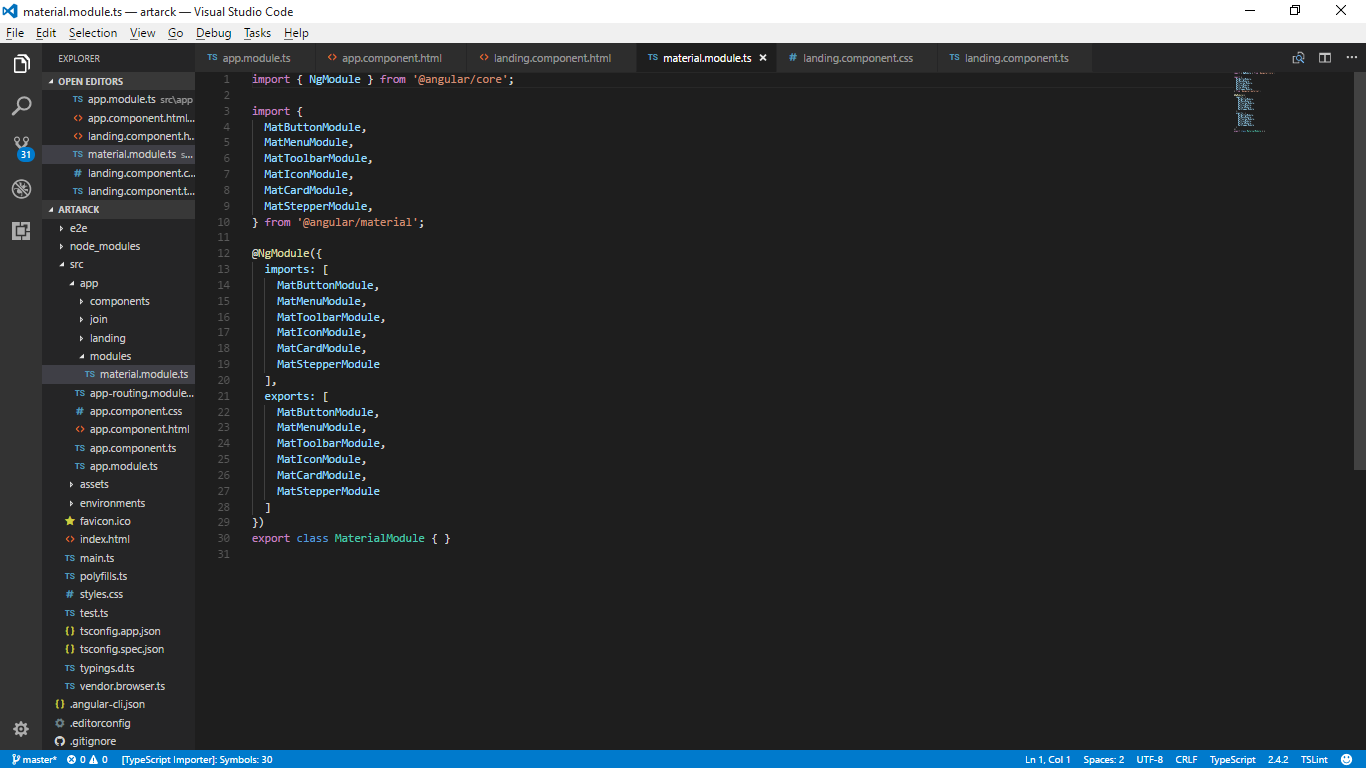 material.module.ts — artarck — Visual Studio Code
File Edit Selection View Go Debug Tasks Help
EXPLORER
app.module.ts
app.component.html
landing.component.html
material.module.ts
landing.component.css
landing.component.ts
OPEN EDITORS
TS app.module.ts src\app
<> app.component.html...
<> landing.component.h...
TS material.module.ts s...
# landing.component.c...
TS landing.component.t...
31
ARTARCK
e2e
node_modules
src
app
components
join
landing
modules
TS material.module.ts
TS app-routing.module...
# app.component.css
<> app.component.html
TS app.component.ts
TS app.module.ts
assets
environments
favicon.ico
<> index.html
TS main.ts
TS polyfills.ts
# styles.css
TS test.ts
{} tsconfig.app.json
{} tsconfig.spec.json
TS typings.d.ts
TS vendor.browser.ts
{} .angular-cli.json
.editorconfig
.gitignore
1 import { NgModule } from '@angular/core';
2
3 import {
4 MatButtonModule,
5 MatMenuModule,
6 MatToolbarModule,
7 MatIconModule,
8 MatCardModule,
9 MatStepperModule,
10 } from '@angular/material';
11
12 @NgModule({
13 imports: [
14 MatButtonModule,
15 MatMenuModule,
16 MatToolbarModule,
17 MatIconModule,
18 MatCardModule,
19 MatStepperModule
20 ],
21 exports: [
22 MatButtonModule,
23 MatMenuModule,
24 MatToolbarModule,
25 MatIconModule,
26 MatCardModule,
27 MatStepperModule
28 ]
29 })
30 export class MaterialModule { }
31
master* 0 0 [TypeScript Importer]: Symbols: 30 Ln 1, Col 1 Spaces: 2 UTF-8 CRLF TypeScript 2.4.2 TSLint